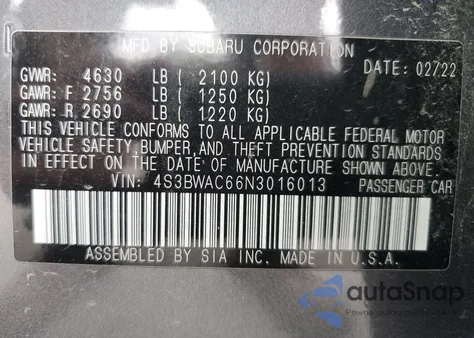 MFD BY SUBARU CORPORATION
GVWR: 4630 LB ( 2100 KG) DATE: 02/22
GAWR: F 2756 LB ( 1250 KG)
GAWR: R 2690 LB ( 1220 KG)
THIS VEHICLE CONFORMS TO ALL APPLICABLE FEDERAL MOTOR
VEHICLE SAFETY, BUMPER, AND THEFT PREVENTION STANDARDS
IN EFFECT ON THE DATE OF MANUFACTURE SHOWN ABOVE.
VIN: 4S3BWAC66N3016013 PASSENGER CAR
ASSEMBLED BY SIA INC. MADE IN U.S.A.
autoSnap